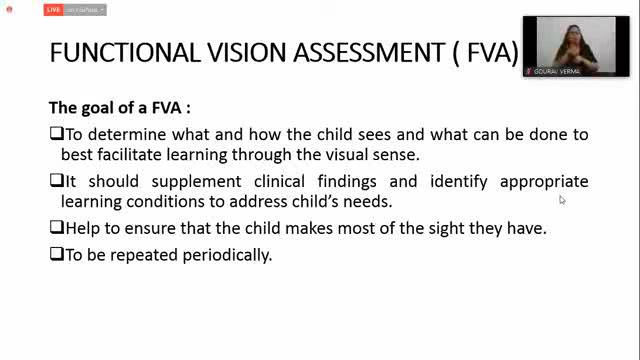 LIVE on YouTube
FUNCTIONAL VISION ASSESSMENT ( FVA)
GOURAV VERMA
The goal of a FVA :
To determine what and how the child sees and what can be done to
best facilitate learning through the visual sense.
It should supplement clinical findings and identify appropriate
learning conditions to address child's needs.
Help to ensure that the child makes most of the sight they have.
To be repeated periodically.